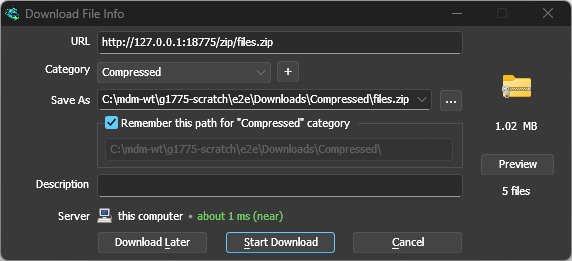 Download File Info
URL http://127.0.0.1:18775/zip/files.zip
Category Compressed +
Save As C:\mdm-wt\g1775-scratch\e2e\Downloads\Compressed\files.zip ...
Remember this path for "Compressed" category
C:\mdm-wt\g1775-scratch\e2e\Downloads\Compressed\
1.02 MB
Preview
5 files
Description
Server this computer • about 1 ms (near)
Download Later Start Download Cancel